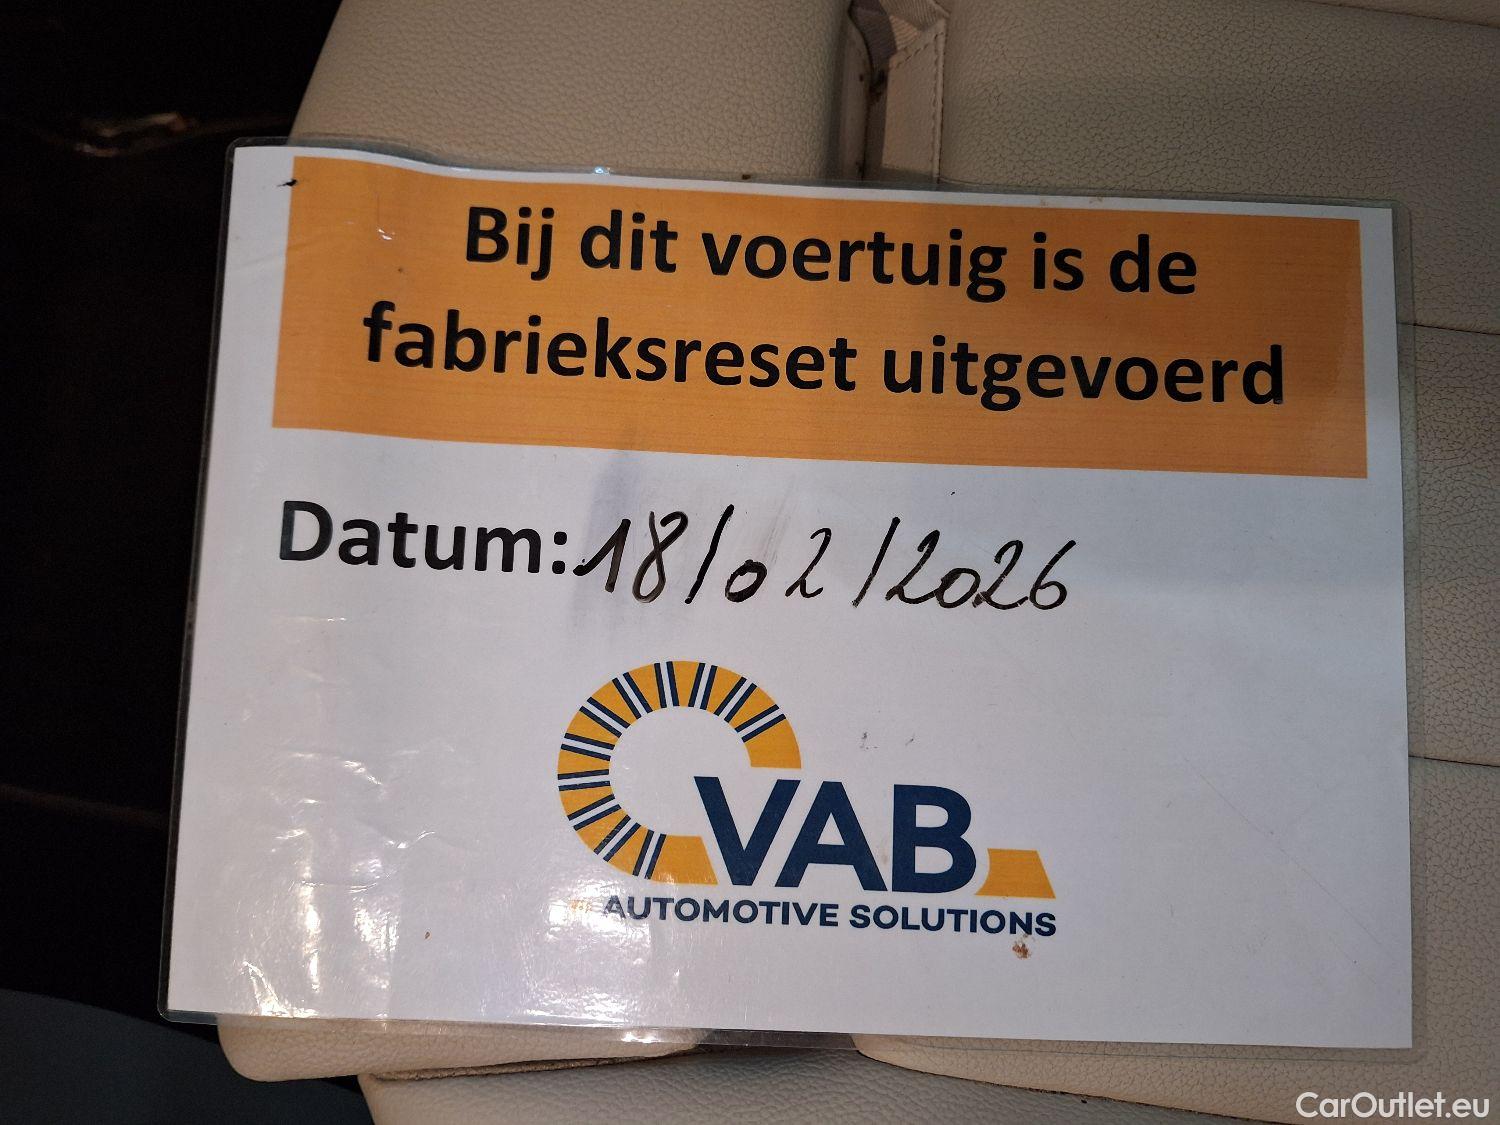 Bij dit voertuig is de
fabrieksreset uitgevoerd
Datum: 18/02/2026
VAB
AUTOMOTIVE SOLUTIONS
CarOutlet.eu